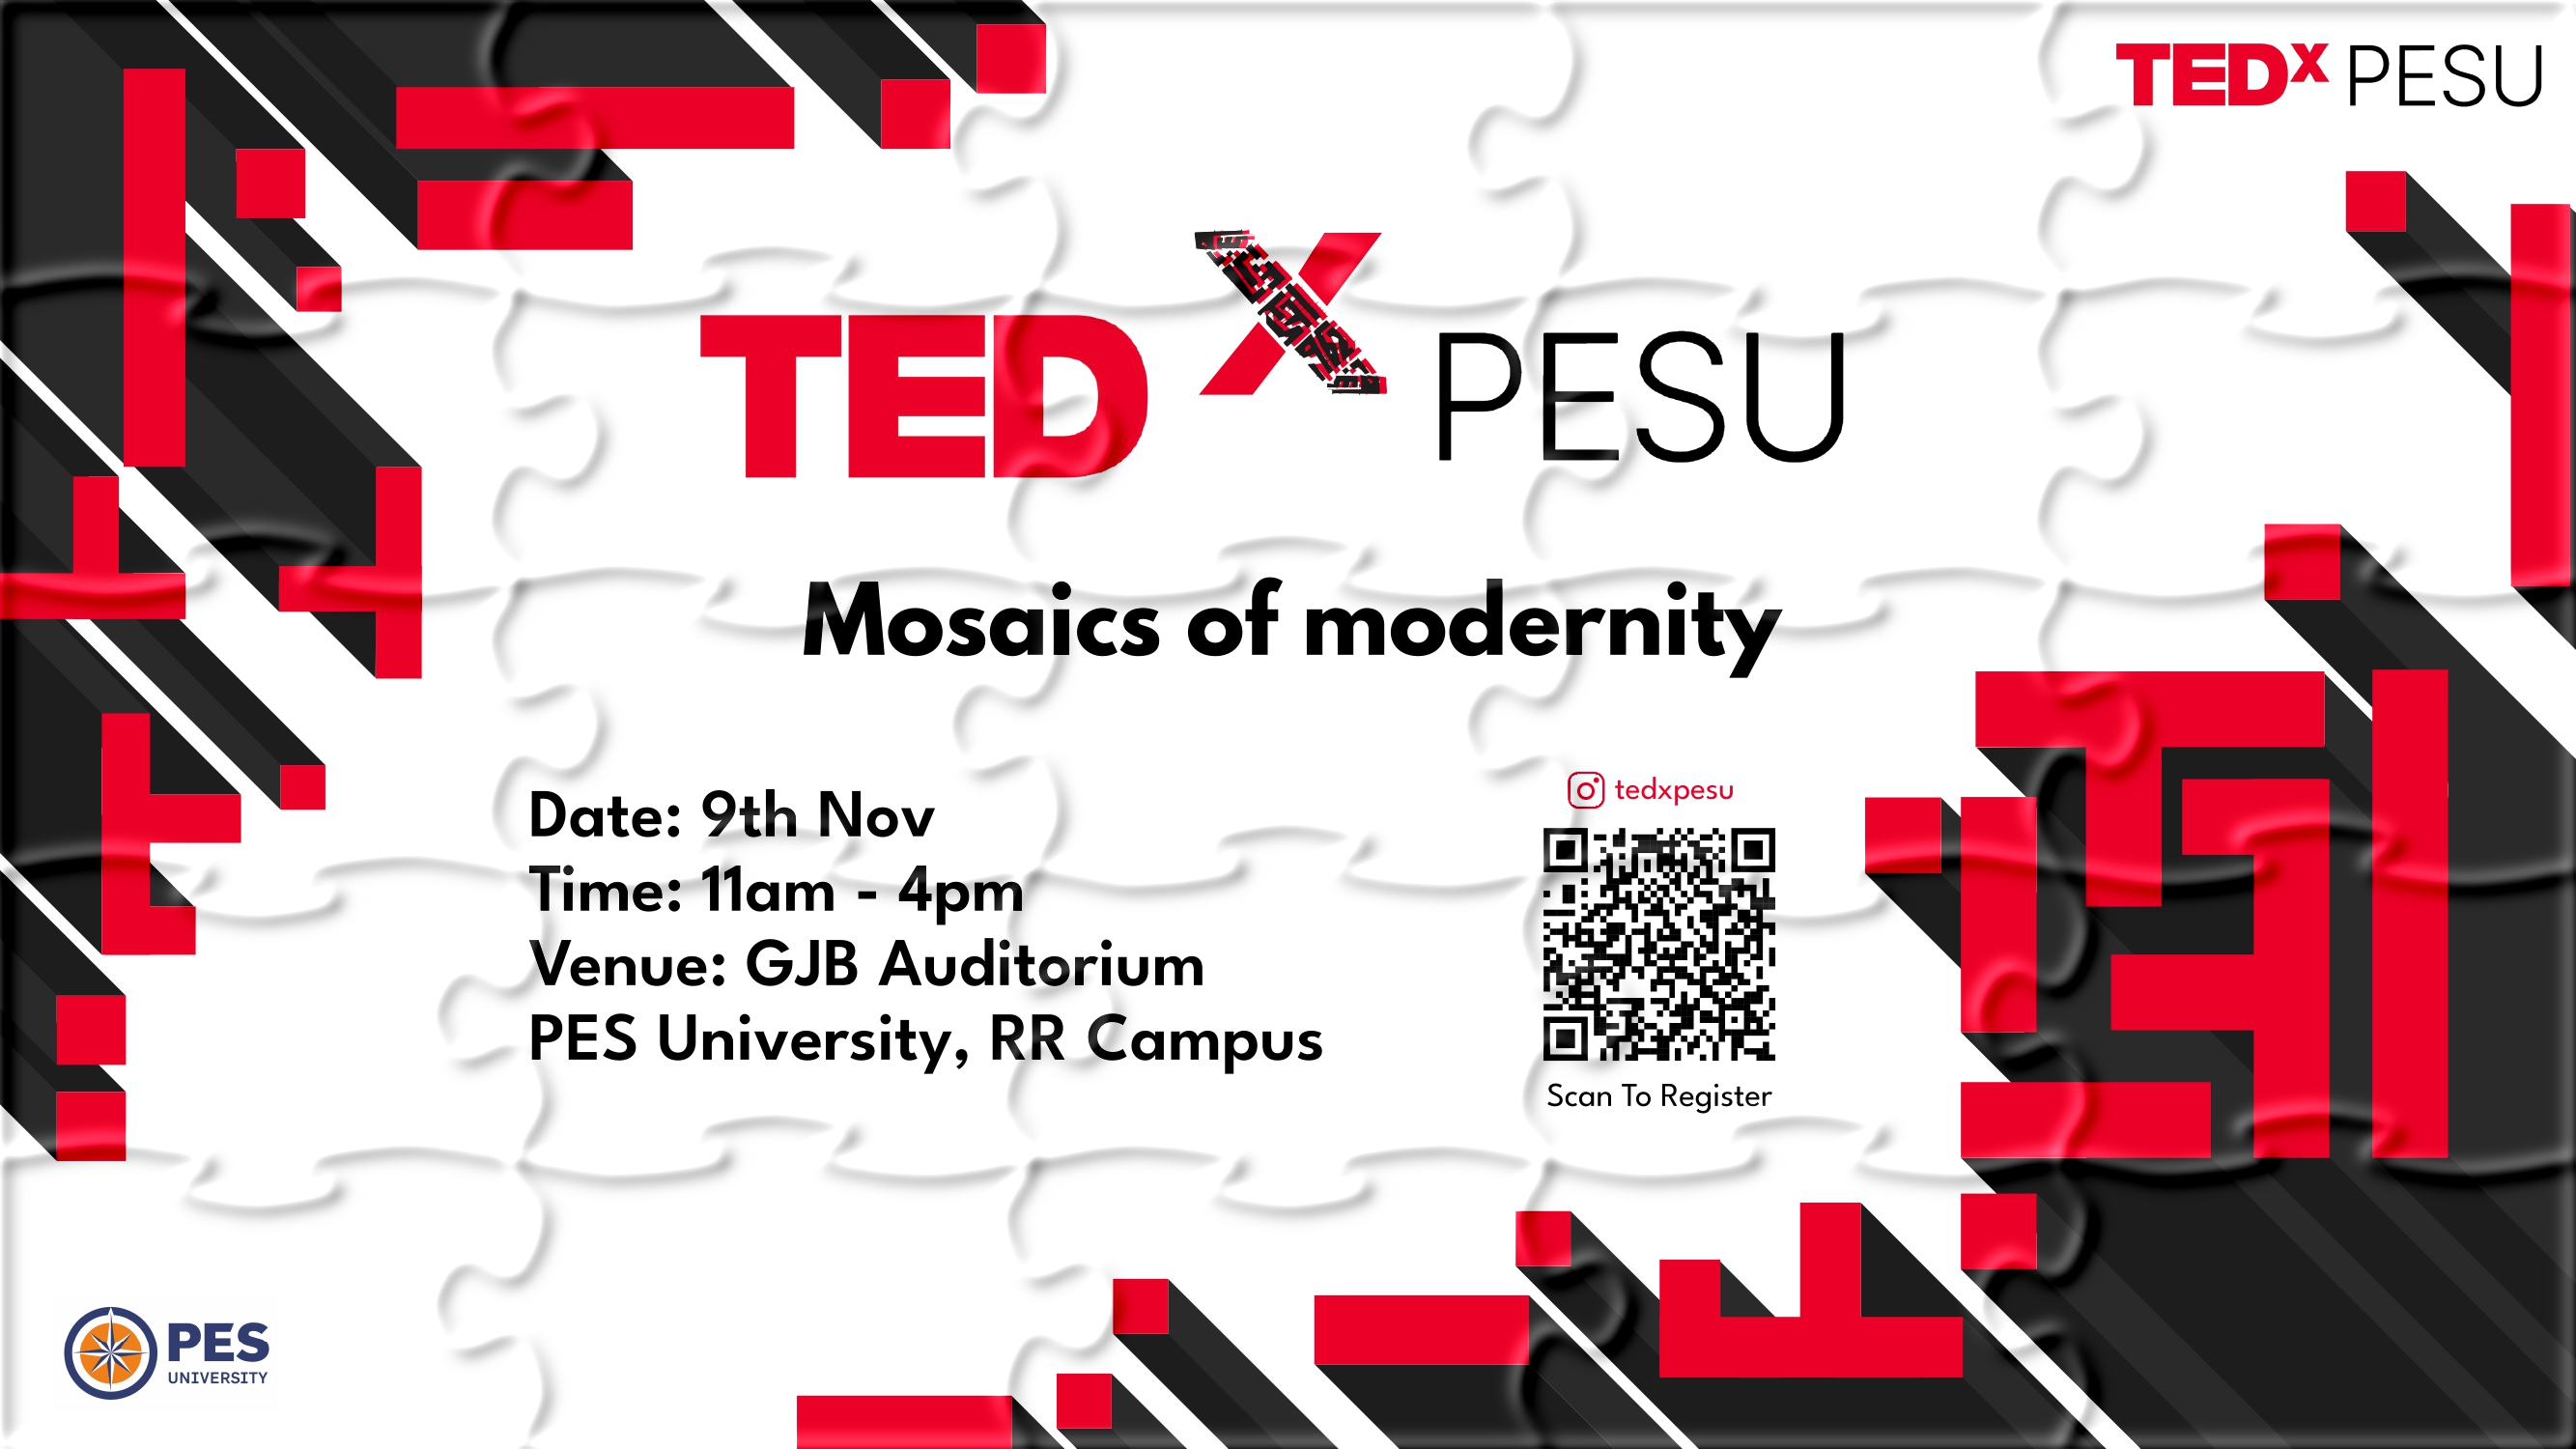 TEDx PESU
TEDx PESU
Mosaics of modernity
Date: 9th Nov
Time: 11am - 4pm
Venue: GJB Auditorium
PES University, RR Campus
tedxpesu
Scan To Register
PES
UNIVERSITY